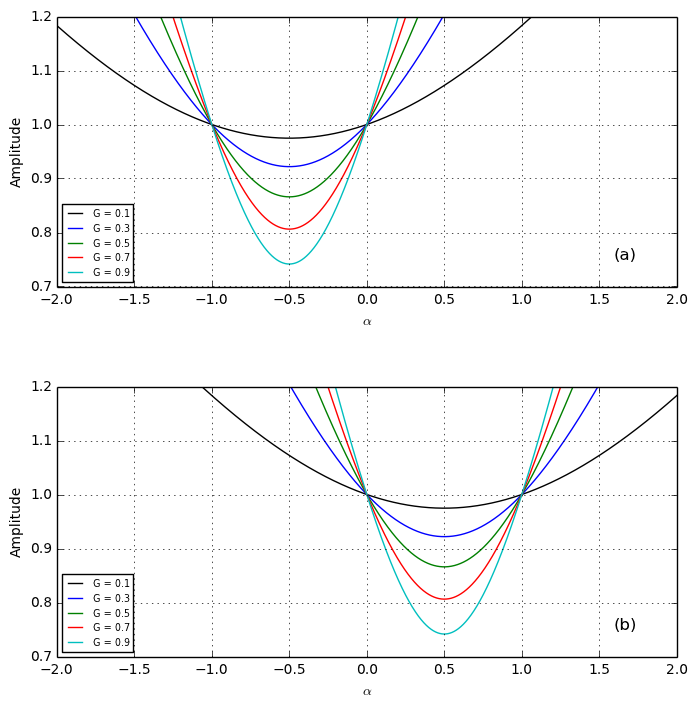 1.2
1.1
1.0
0.9
0.8
0.7
Amplitude
G = 0.1
G = 0.3
G = 0.5
G = 0.7
G = 0.9
(a)
−2.0 −1.5 −1.0 −0.5 0.0 0.5 1.0 1.5 2.0
α
1.2
1.1
1.0
0.9
0.8
0.7
Amplitude
G = 0.1
G = 0.3
G = 0.5
G = 0.7
G = 0.9
(b)
−2.0 −1.5 −1.0 −0.5 0.0 0.5 1.0 1.5 2.0
α